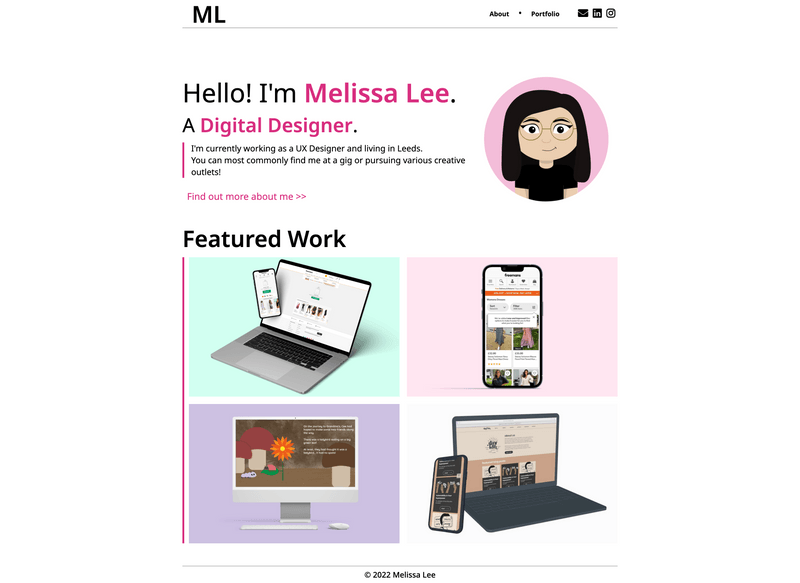 ML
About • Portfolio
Hello! I'm Melissa Lee.
A Digital Designer.
I'm currently working as a UX Designer and living in Leeds.
You can most commonly find me at a gig or pursuing various creative
outlets!
Find out more about me >>
Featured Work
freemans
© 2022 Melissa Lee